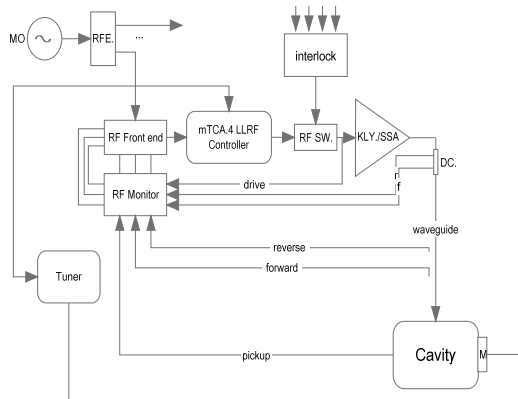 MO
RFE.
...
interlock
RF Front end
mTCA.4 LLRF
Controller
RF SW.
KLY./SSA
DC.
r
f
RF Monitor
drive
waveguide
reverse
forward
Tuner
pickup
Cavity
M